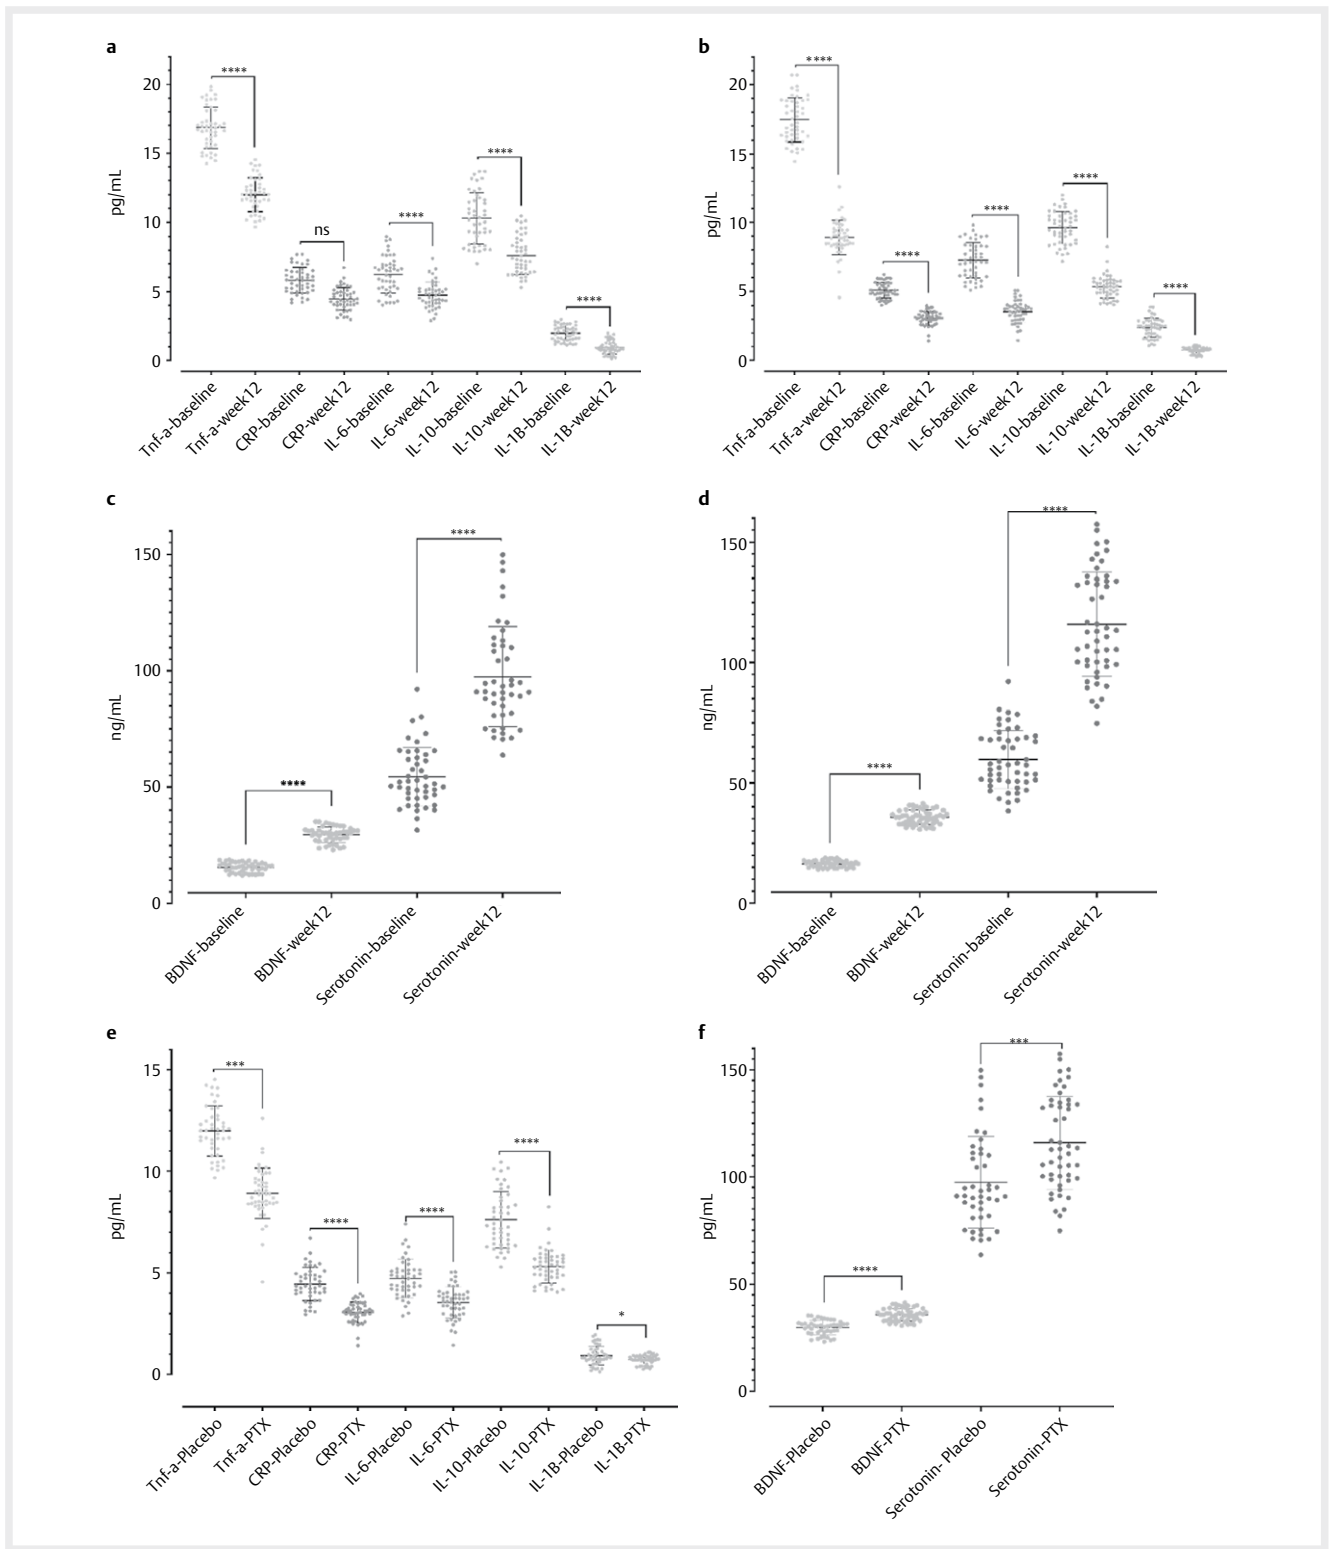 a
****
****
ns
****
****
pg/mL
20
15
10
5
0
Tnf-a-baseline
Tnf-a-week12
CRP-baseline
CRP-week12
IL-6-baseline
IL-6-week12
IL-10-baseline
IL-10-week12
IL-1B-baseline
IL-1B-week12
b
****
****
****
****
****
pg/mL
20
15
10
5
0
Tnf-a-baseline
Tnf-a-week12
CRP-baseline
CRP-week12
IL-6-baseline
IL-6-week12
IL-10-baseline
IL-10-week12
IL-1B-baseline
IL-1B-week12
c
****
****
ng/mL
150
100
50
0
BDNF-baseline
BDNF-week12
Serotonin-baseline
Serotonin-week12
d
****
****
ng/mL
150
100
50
0
BDNF-baseline
BDNF-week12
Serotonin-baseline
Serotonin-week12
e
***
****
****
****
*
pg/mL
15
10
5
0
Tnf-a-Placebo
Tnf-a-PTX
CRP-Placebo
CRP-PTX
IL-6-Placebo
IL-6-PTX
IL-10-Placebo
IL-10-PTX
IL-1B-Placebo
IL-1B-PTX
f
***
****
pg/mL
150
100
50
0
BDNF-Placebo
BDNF-PTX
Serotonin- Placebo
Serotonin-PTX